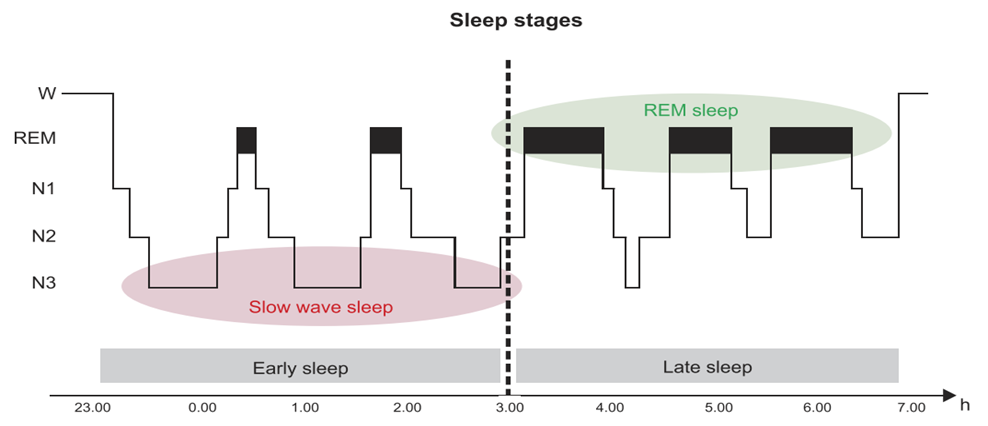 Sleep stages
W
REM
N1
N2
N3
REM sleep
Slow wave sleep
Early sleep
Late sleep
23.00 0.00 1.00 2.00 3.00 4.00 5.00 6.00 7.00 h